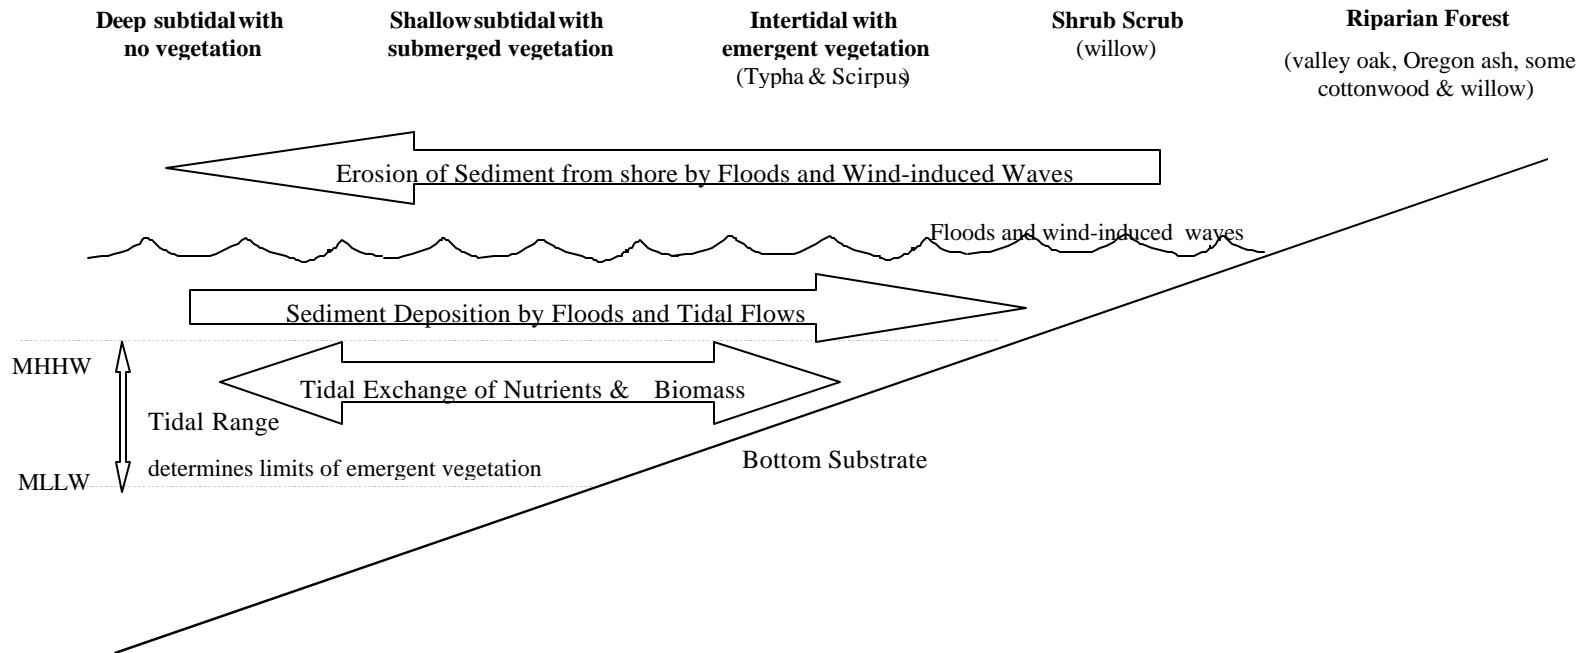 Deep subtidal with
no vegetation
Shallow subtidal with
submerged vegetation
Intertidal with
emergent vegetation
(Typha & Scirpus)
Shrub Scrub
(willow)
Riparian Forest
(valley oak, Oregon ash, some
cottonwood & willow)
Erosion of Sediment from shore by Floods and Wind-induced Waves
Floods and wind-induced waves
Sediment Deposition by Floods and Tidal Flows
MHHW
Tidal Exchange of Nutrients & Biomass
Tidal Range
determines limits of emergent vegetation
MLLW
Bottom Substrate